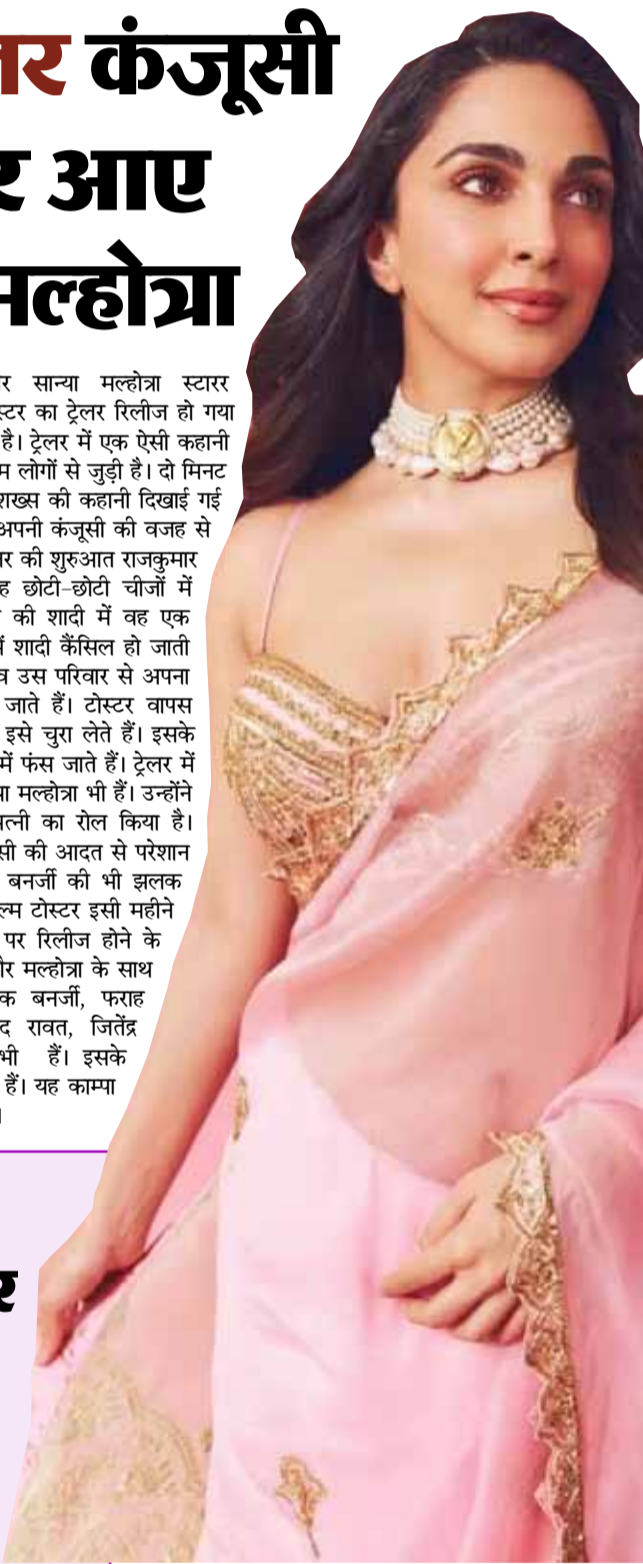 कंजूसी
आए
मल्होत्रा
सान्या मल्होत्रा स्टारर
का ट्रेलर रिलीज हो गया
है। ट्रेलर में एक ऐसी कहानी
लोगों से जुड़ी है। दो मिनट
शख्स की कहानी दिखाई गई
अपनी कंजूसी की वजह से
की शुरुआत राजकुमार
छोटी-छोटी चीजों में
की शादी में वह एक
शादी कैंसिल हो जाती
उस परिवार से अपना
जाते हैं। टोस्टर वापस
इसे चुरा लेते हैं। इसके
में फंस जाते हैं। ट्रेलर में
मल्होत्रा भी हैं। उन्होंने
पत्नी का रोल किया है।
की आदत से परेशान
बनर्जी की भी झलक
टोस्टर इसी महीने
पर रिलीज होने के
मल्होत्रा के साथ
बनर्जी, फराह
रावत, जितेंद्र
भी हैं। इसके
हैं। यह काम्पा